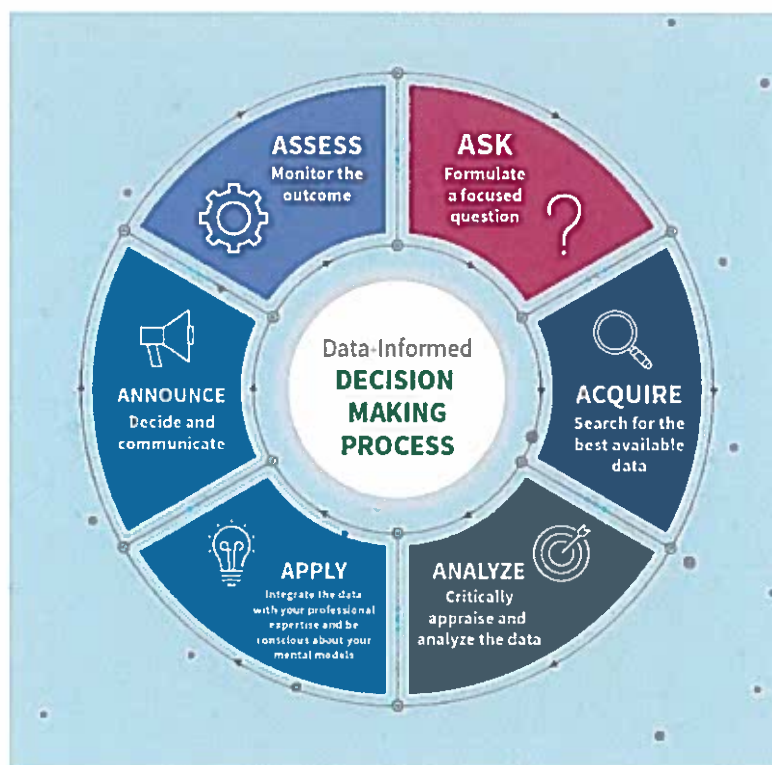 Data-Informed
DECISION
MAKING
PROCESS
ASK
Formulate
a focused
question
?
ACQUIRE
Search for the
best available
data
ANALYZE
Critically
appraise and
analyze the data
APPLY
Integrate the data
with your professional
expertise and be
conscious about your
mental models
ANNOUNCE
Decide and
communicate
ASSESS
Monitor the
outcome